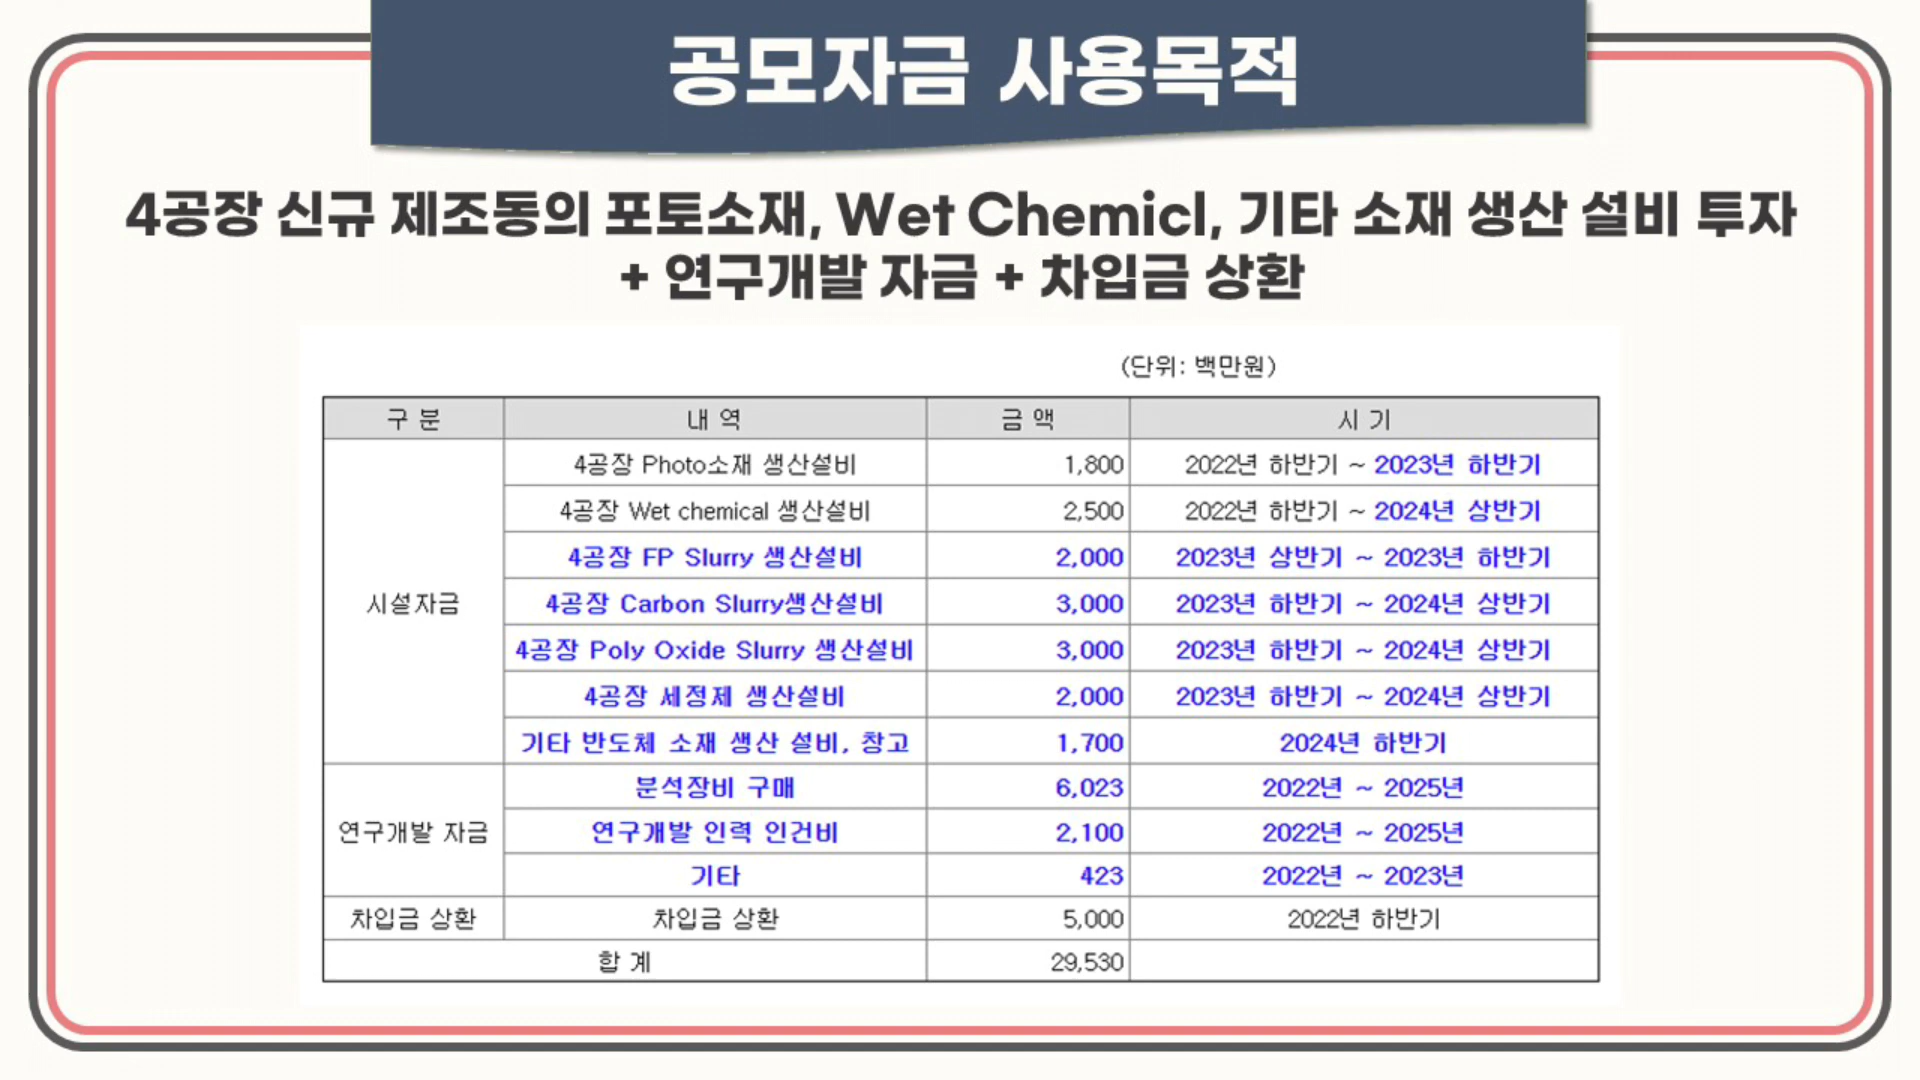 공모자금 사용목적
4공장 신규 제조동의 포토소재, Wet Chemicl, 기타 소재 생산 설비 투자
+ 연구개발 자금 + 차입금 상환
(단위: 백만원)
구 분 내 역 금 액 시 기
시설자금
4공장 Photo소재 생산설비 1,800 2022년 하반기 ~ 2023년 하반기
4공장 Wet chemical 생산설비 2,500 2022년 하반기 ~ 2024년 상반기
4공장 FP Slurry 생산설비 2,000 2023년 상반기 ~ 2023년 하반기
4공장 Carbon Slurry생산설비 3,000 2023년 하반기 ~ 2024년 상반기
4공장 Poly Oxide Slurry 생산설비 3,000 2023년 하반기 ~ 2024년 상반기
4공장 세정제 생산설비 2,000 2023년 하반기 ~ 2024년 상반기
기타 반도체 소재 생산 설비, 창고 1,700 2024년 하반기
연구개발 자금
분석장비 구매 6,023 2022년 ~ 2025년
연구개발 인력 인건비 2,100 2022년 ~ 2025년
기타 423 2022년 ~ 2023년
차입금 상환 차입금 상환 5,000 2022년 하반기
합 계 29,530